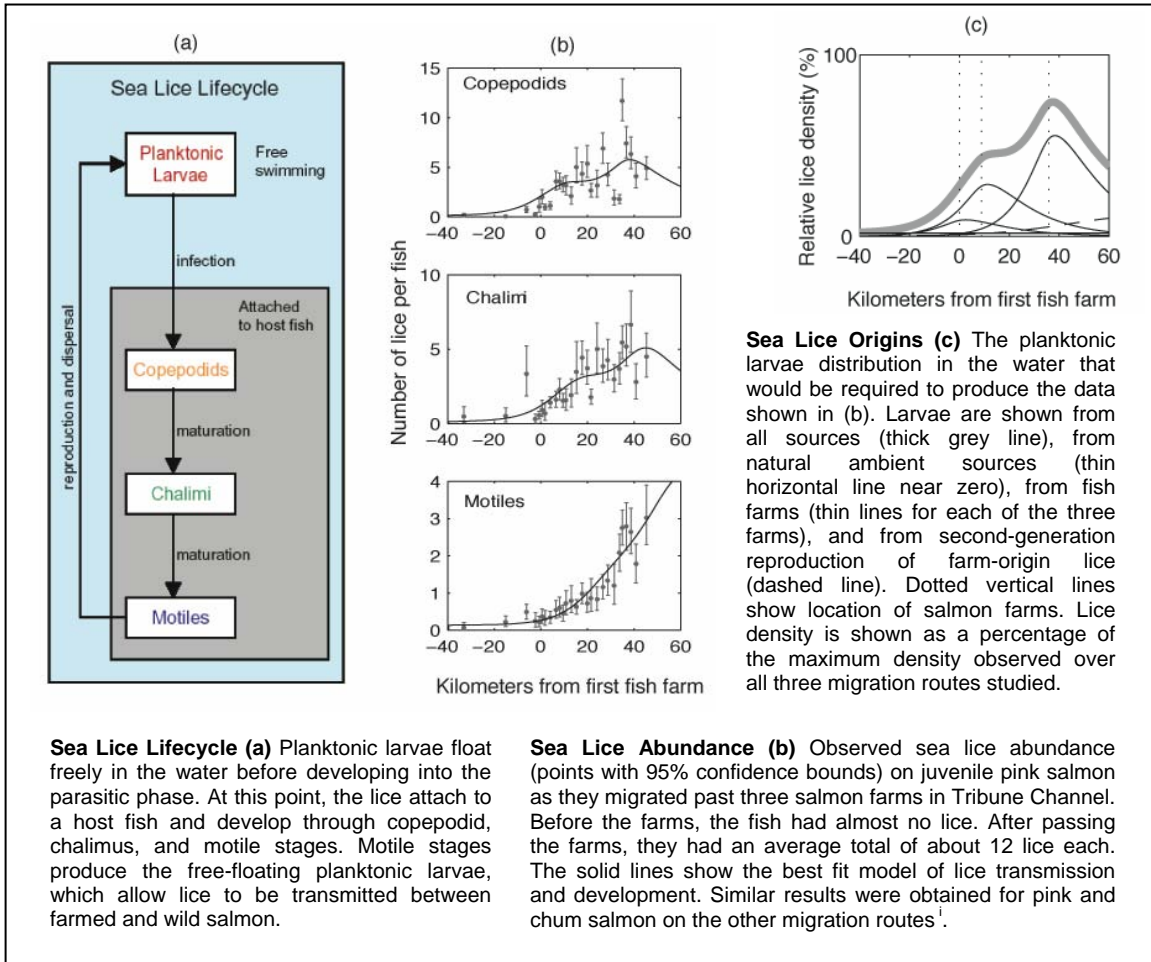 (a)
Sea Lice Lifecycle
Planktonic
Larvae
Free
swimming
infection
reproduction and dispersal
Attached
to host fish
Copepodids
maturation
Chalimi
maturation
Motiles
(b)
Number of lice per fish
15
10
5
0
Copepodids
−40 −20 0 20 40 60
10
5
0
Chalimi
−40 −20 0 20 40 60
4
3
2
1
0
Motiles
−40 −20 0 20 40 60
Kilometers from first fish farm
(c)
Relative lice density (%)
100
0
−40 −20 0 20 40 60
Kilometers from first fish farm
Sea Lice Origins (c) The planktonic
larvae distribution in the water that
would be required to produce the data
shown in (b). Larvae are shown from
all sources (thick grey line), from
natural ambient sources (thin
horizontal line near zero), from fish
farms (thin lines for each of the three
farms), and from second-generation
reproduction of farm-origin lice
(dashed line). Dotted vertical lines
show location of salmon farms. Lice
density is shown as a percentage of
the maximum density observed over
all three migration routes studied.
Sea Lice Lifecycle (a) Planktonic larvae float
freely in the water before developing into the
parasitic phase. At this point, the lice attach to
a host fish and develop through copepodid,
chalimus, and motile stages. Motile stages
produce the free-floating planktonic larvae,
which allow lice to be transmitted between
farmed and wild salmon.
Sea Lice Abundance (b) Observed sea lice abundance
(points with 95% confidence bounds) on juvenile pink salmon
as they migrated past three salmon farms in Tribune Channel.
Before the farms, the fish had almost no lice. After passing
the farms, they had an average total of about 12 lice each.
The solid lines show the best fit model of lice transmission
and development. Similar results were obtained for pink and
chum salmon on the other migration routes i.